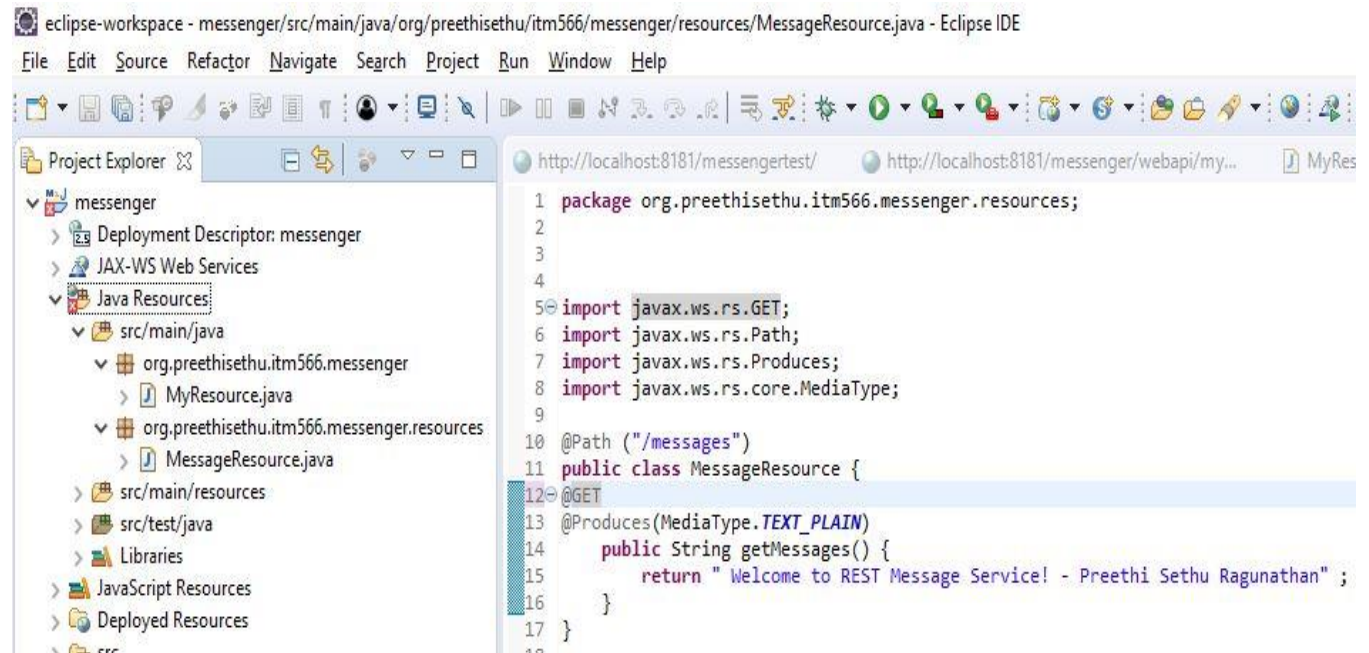 eclipse-workspace - messenger/src/main/java/org/preethisethu/itm566/messenger/resources/MessageResource.java - Eclipse IDE
File Edit Source Refactor Navigate Search Project Run Window Help
Project Explorer
messenger
Deployment Descriptor: messenger
JAX-WS Web Services
Java Resources
src/main/java
org.preethisethu.itm566.messenger
MyResource.java
org.preethisethu.itm566.messenger.resources
MessageResource.java
src/main/resources
src/test/java
Libraries
JavaScript Resources
Deployed Resources
src
http://localhost:8181/messengertest/ http://localhost:8181/messenger/webapi/my... MyRes
1 package org.preethisethu.itm566.messenger.resources;
2
3
4
5 import javax.ws.rs.GET;
6 import javax.ws.rs.Path;
7 import javax.ws.rs.Produces;
8 import javax.ws.rs.core.MediaType;
9
10 @Path ("/messages")
11 public class MessageResource {
12 @GET
13 @Produces(MediaType.TEXT_PLAIN)
14 public String getMessages() {
15 return " Welcome to REST Message Service! - Preethi Sethu Ragunathan" ;
16 }
17 }